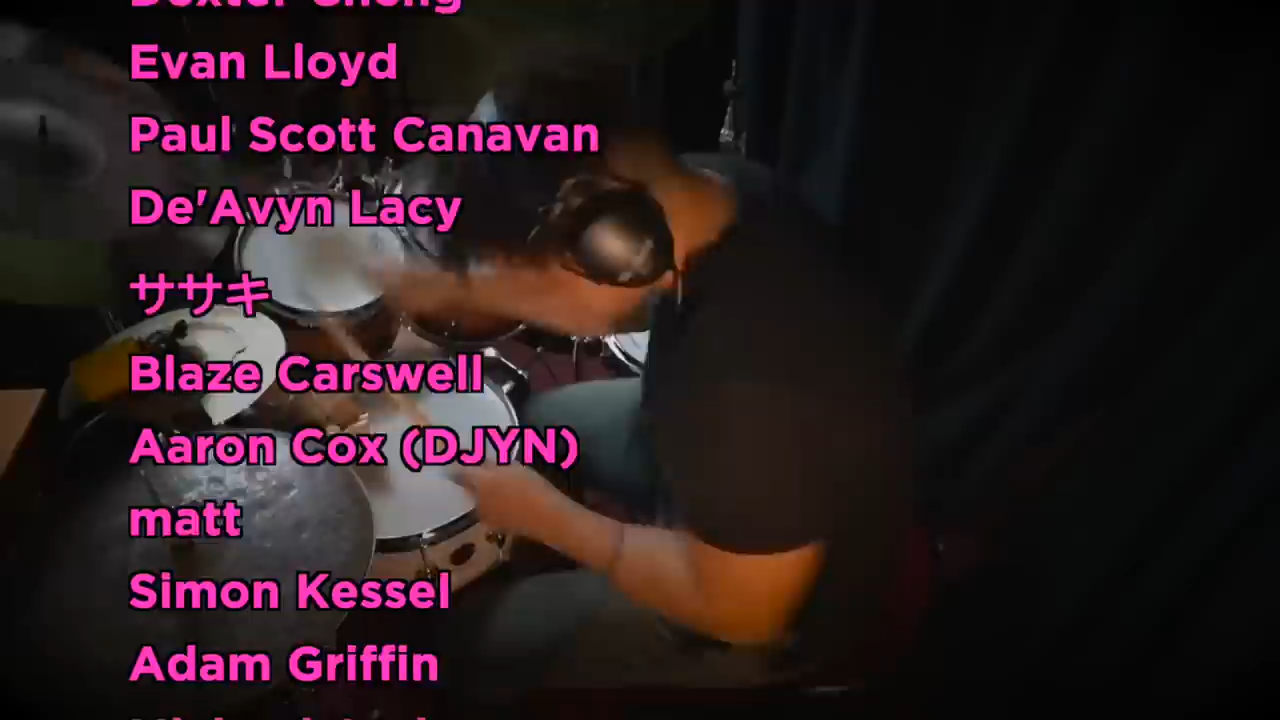 Evan Lloyd
Paul Scott Canavan
De'Avyn Lacy
ササキ
Blaze Carswell
Aaron Cox (DJYN)
matt
Simon Kessel
Adam Griffin